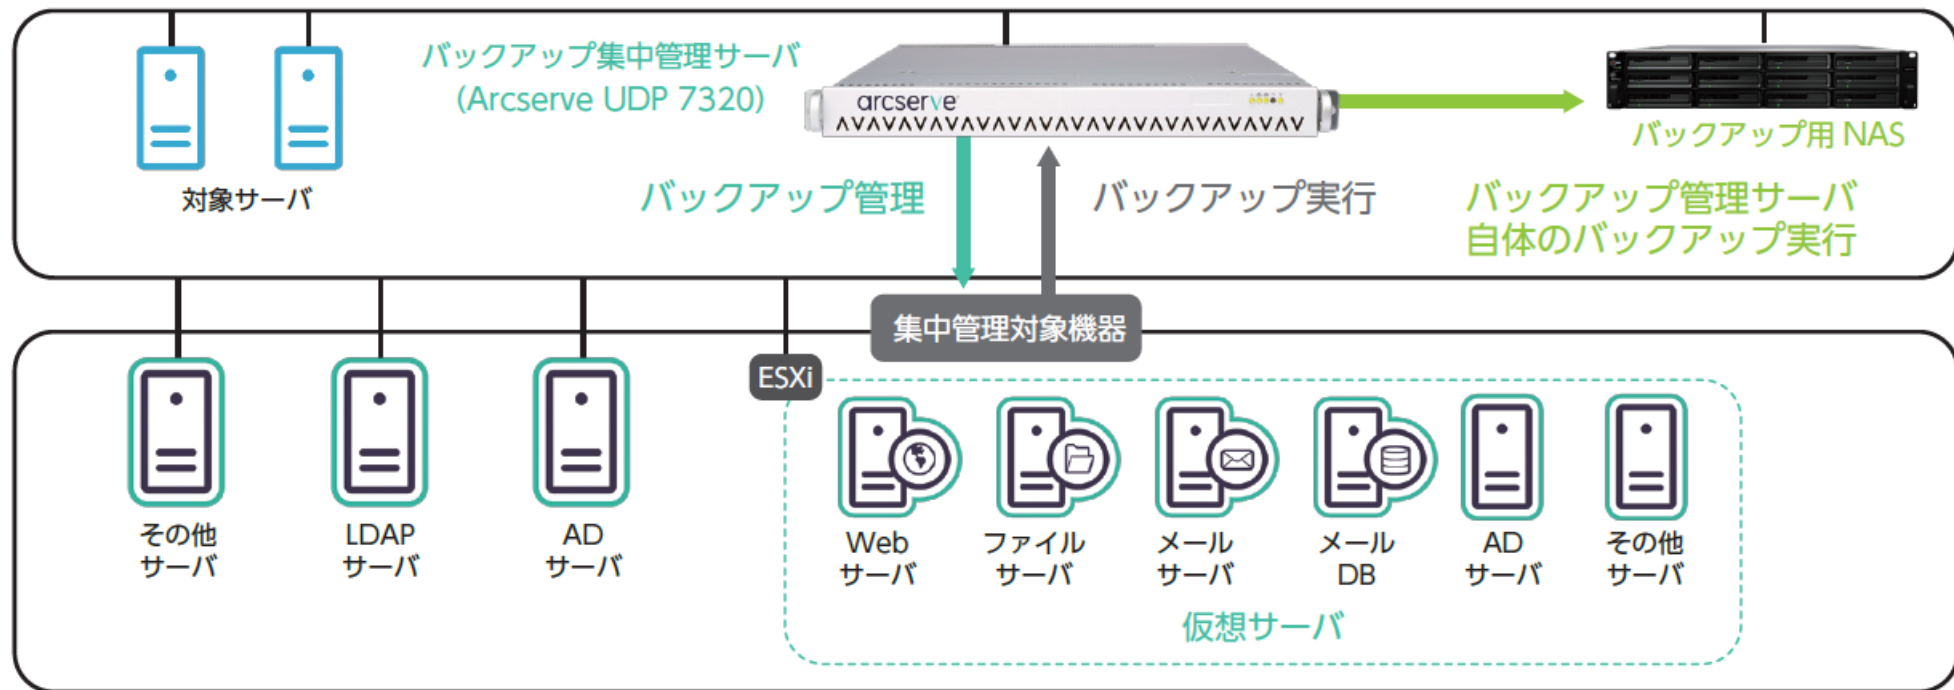 バックアップ集中管理サーバ
(Arcserve UDP 7320)
arcserve
バックアップ用 NAS
対象サーバ
バックアップ管理
バックアップ実行
バックアップ管理サーバ
自体のバックアップ実行
集中管理対象機器
ESXi
その他
サーバ
LDAP
サーバ
AD
サーバ
Web
サーバ
ファイル
サーバ
メール
サーバ
メール
DB
AD
サーバ
その他
サーバ
仮想サーバ